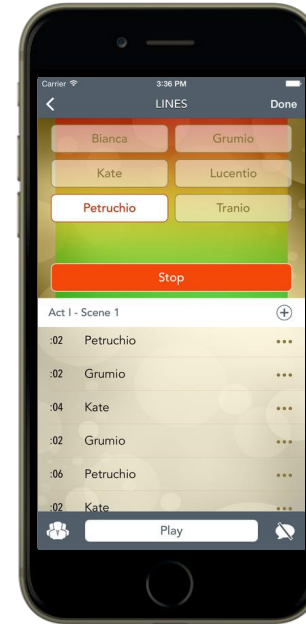 Carrier 3:36 PM
LINES Done
Bianca Grumio
Kate Lucentio
Petruchio Tranio
Stop
Act I - Scene 1
:02 Petruchio
:02 Grumio
:04 Kate
:02 Grumio
:06 Petruchio
:02 Kate
Play